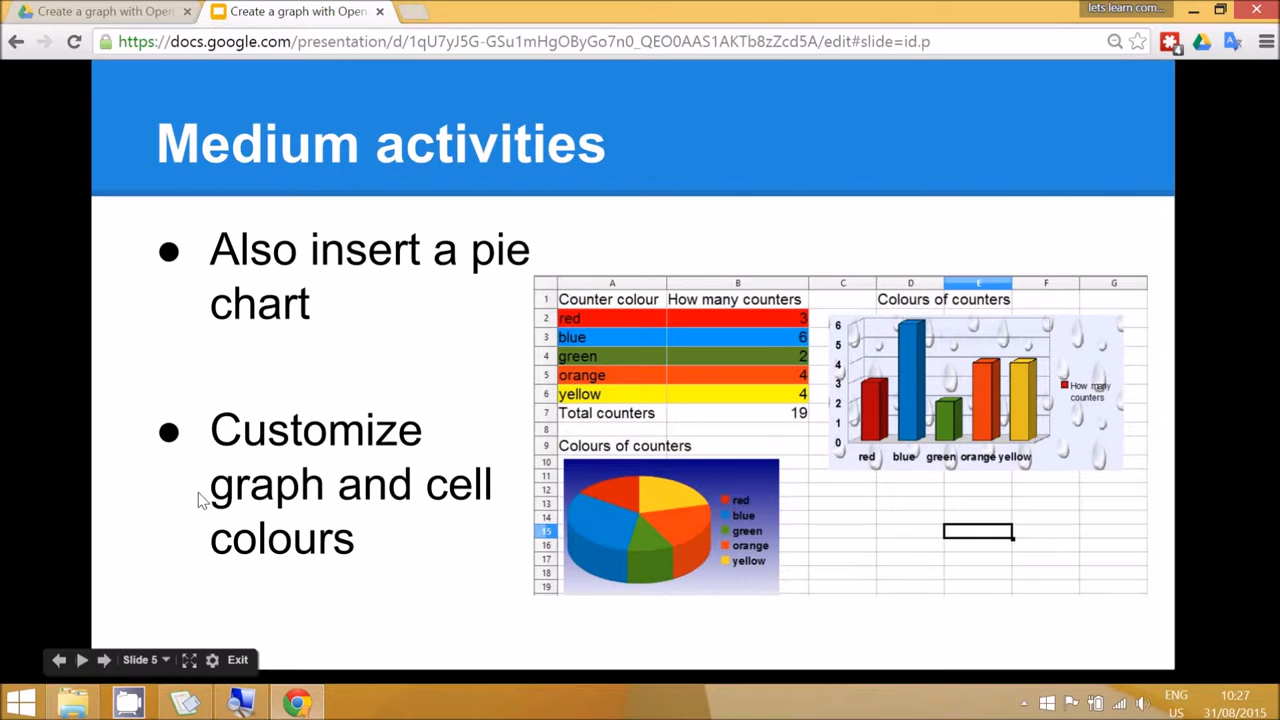 Create a graph with Open
Create a graph with Open
lets learn com...
https://docs.google.com/presentation/d/1qU7yJ5G-GSu1mHgOByGo7n0_QEO0AAS1AKTb8zZcd5A/edit#slide=id.p
4
Medium activities
● Also insert a pie
chart
● Customize
graph and cell
colours
A B C D E F G
1 Counter colour How many counters Colours of counters
2 red 3
3 blue 6
4 green 2
5 orange 4
6 yellow 4
7 Total counters 19
8
9 Colours of counters
10
11
12
13
14
15
16
17
18
19
6
5
4
3
2
1
0
red blue green orange yellow
How many
counters
red
blue
green
orange
yellow
Slide 5 Exit
ENG 10:27
US 31/08/2015